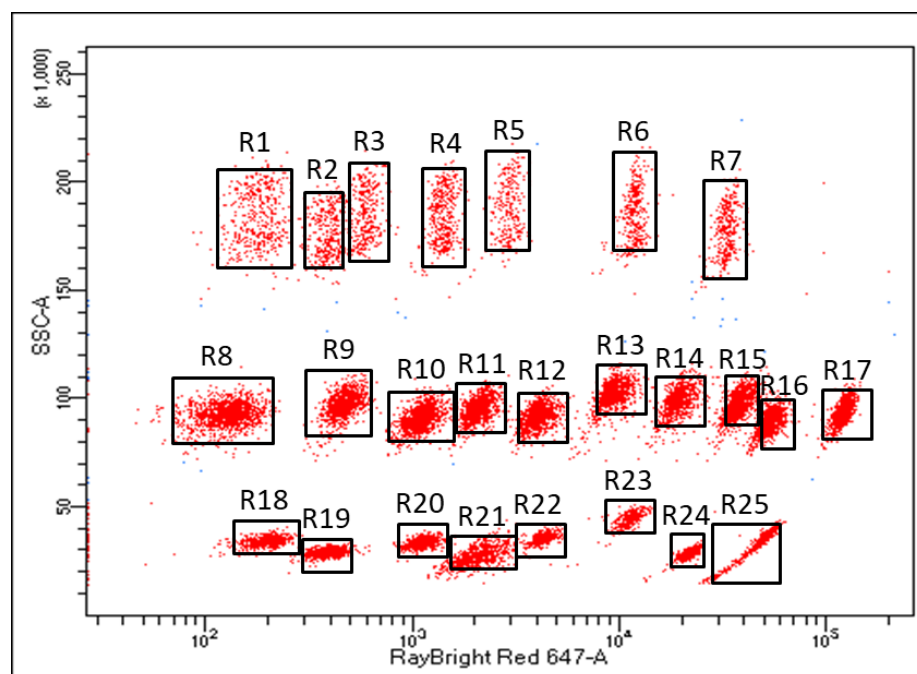 (x 1,000)
SSC-A
250
200
150
100
50
R1
R2
R3
R4
R5
R6
R7
R8
R9
R10
R11
R12
R13
R14
R15
R16
R17
R18
R19
R20
R21
R22
R23
R24
R25
10²
10³
10⁴
10⁵
RayBright Red 647-A